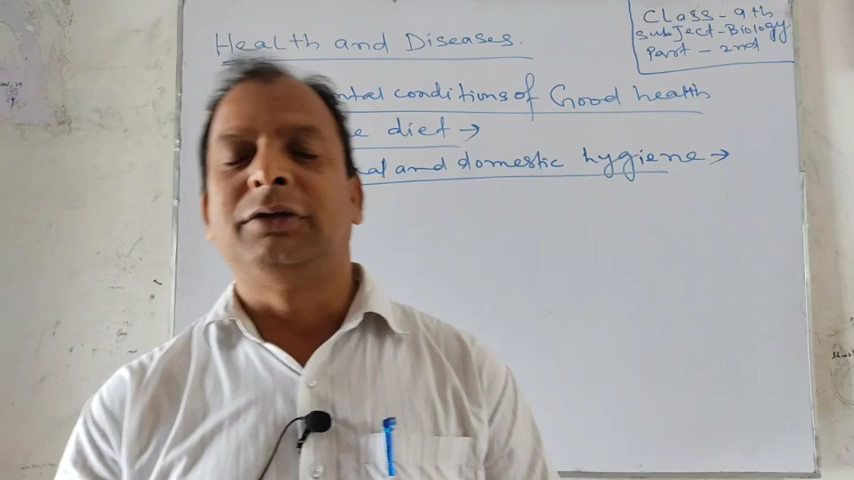 Health and Diseases.
Class - 9th
Subject - Biology
Part - 2nd
conditions of Good health
diet →
and domestic hygiene →